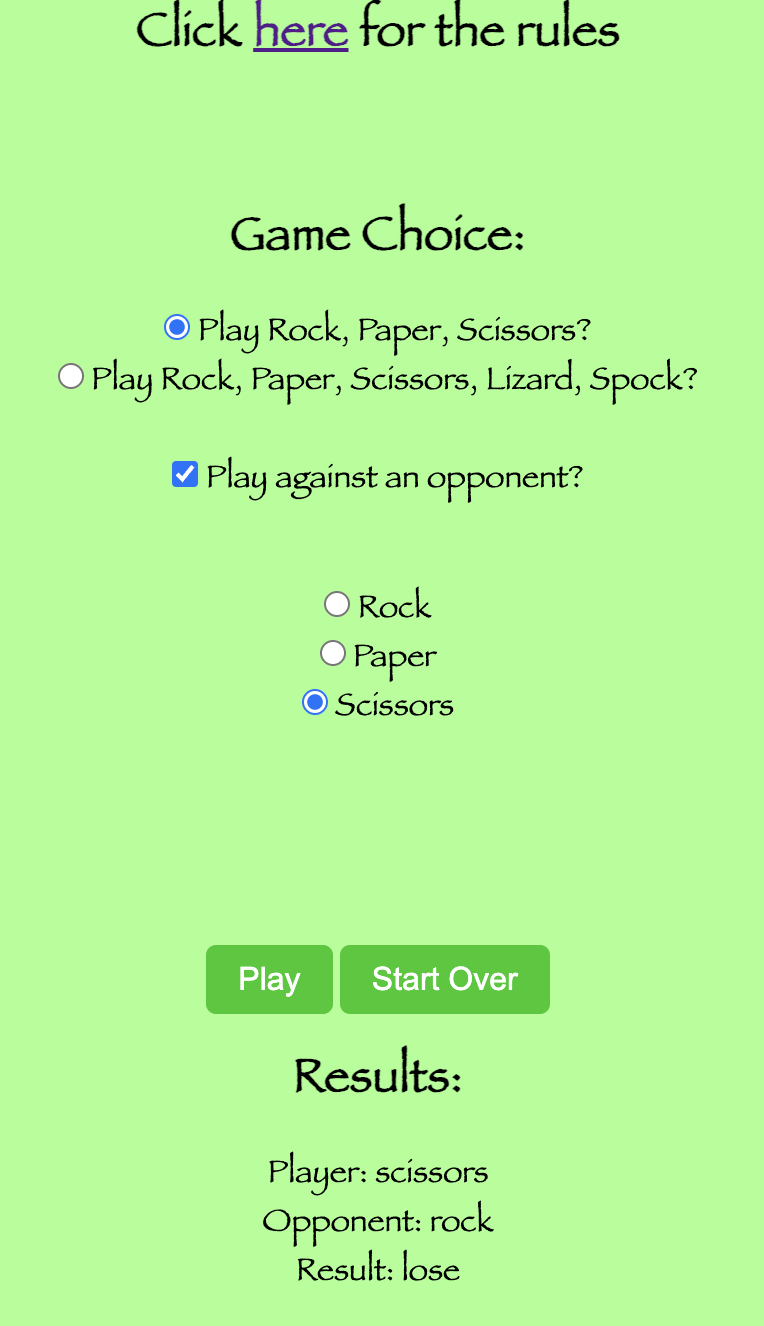 Click here for the rules
Game Choice:
Play Rock, Paper, Scissors?
Play Rock, Paper, Scissors, Lizard, Spock?
Play against an opponent?
Rock
Paper
Scissors
Play Start Over
Results:
Player: scissors
Opponent: rock
Result: lose